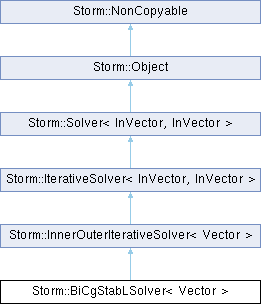 Storm::NonCopyable
Storm::Object
Storm::Solver< InVector, InVector >
Storm::IterativeSolver< InVector, InVector >
Storm::InnerOuterIterativeSolver< Vector >
Storm::BiCgStabLSolver< Vector >